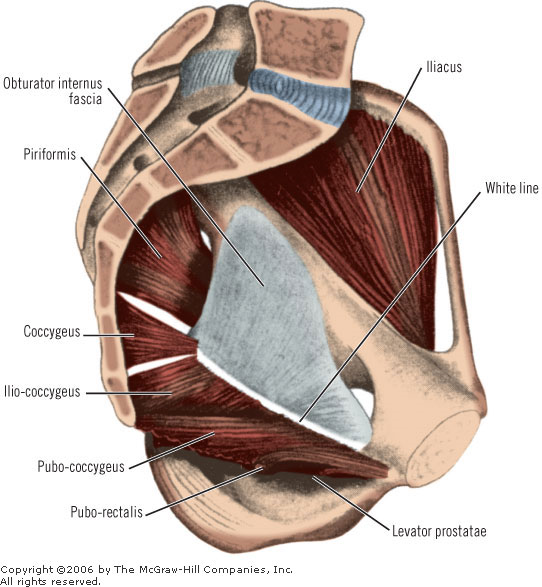 Iliacus
Obturator internus
fascia
Piriformis
White line
Coccygeus
Ilio-coccygeus
Pubo-coccygeus
Pubo-rectalis
Levator prostatae
Copyright ©2006 by The McGraw-Hill Companies, Inc.
All rights reserved.